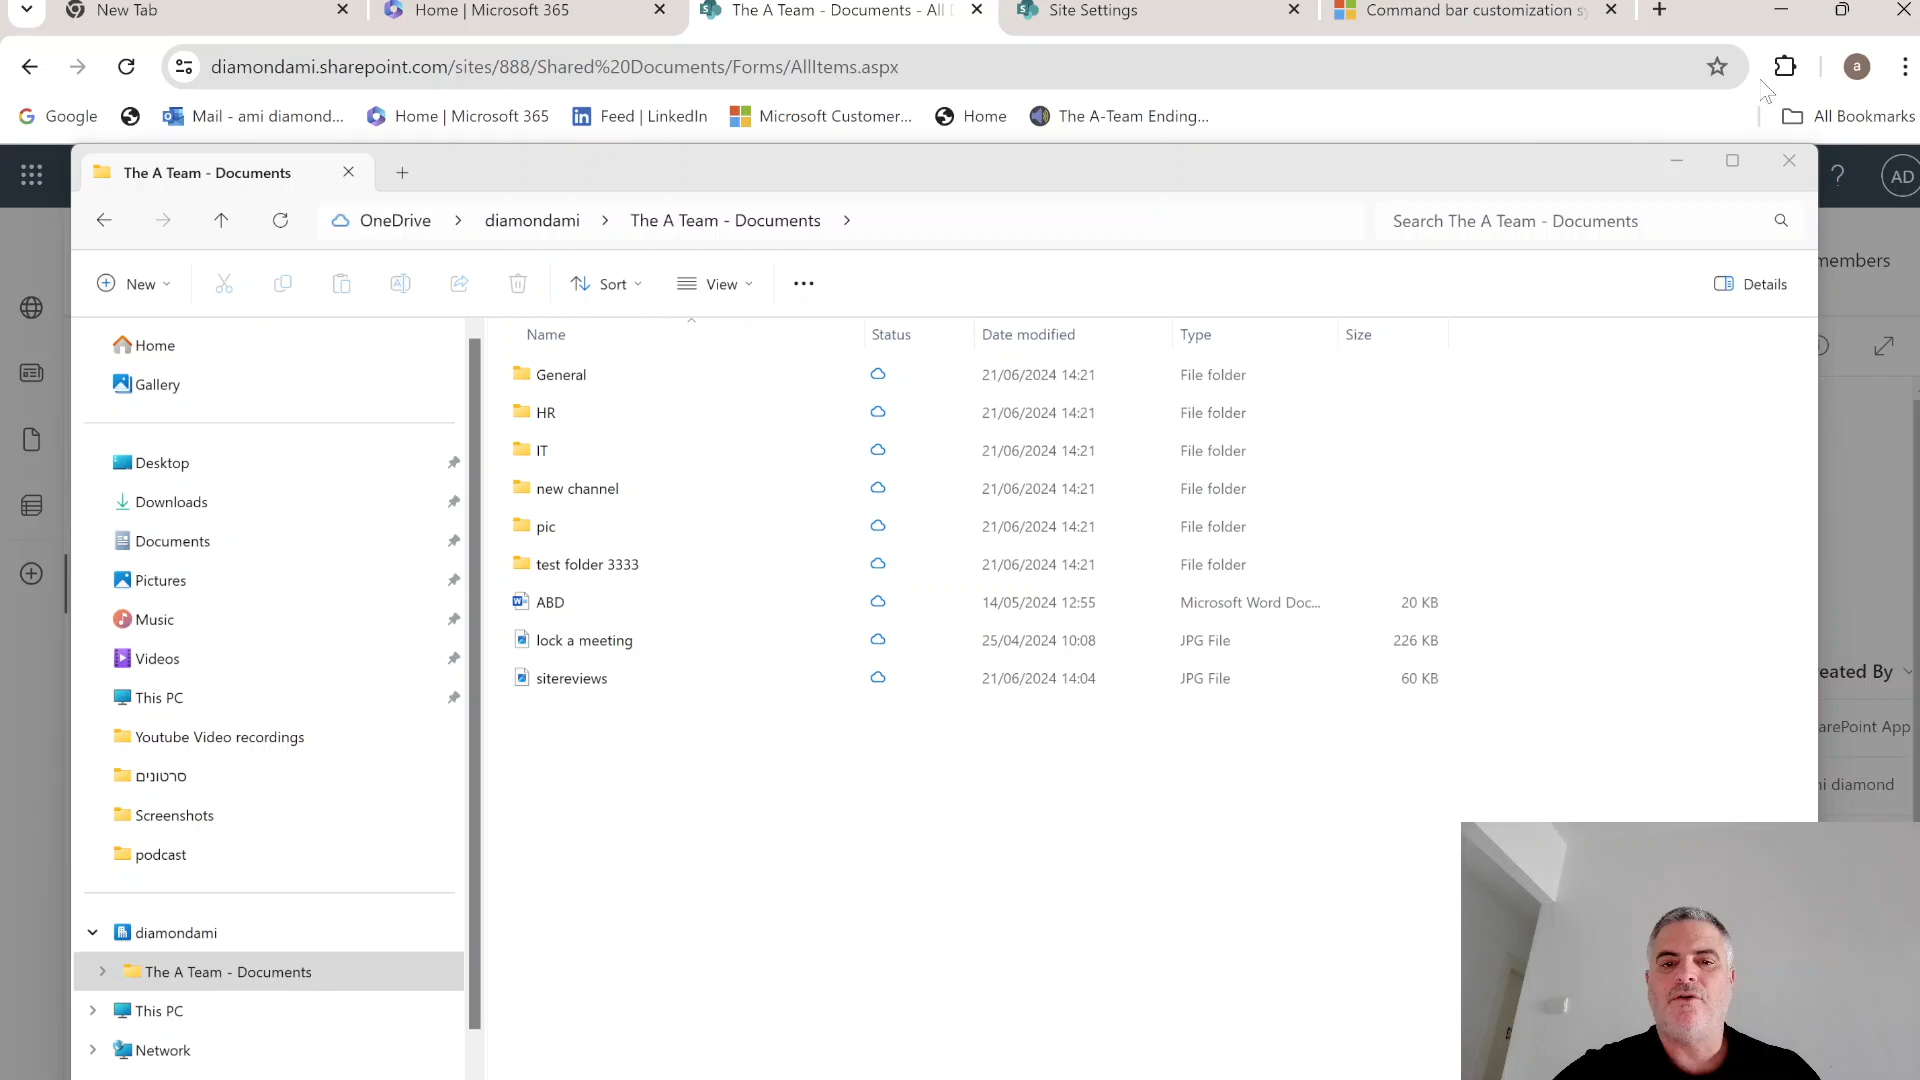 New Tab
Home | Microsoft 365
The A Team - Documents - All
Site Settings
Command bar customization sy
diamondami.sharepoint.com/sites/888/Shared%20Documents/Forms/AllItems.aspx
a
Google
Mail - ami diamond...
Home | Microsoft 365
Feed | LinkedIn
Microsoft Customer...
Home
The A-Team Ending...
All Bookmarks
The A Team - Documents
AD
OneDrive
diamondami
The A Team - Documents
Search The A Team - Documents
members
New
Sort
View
Details
Name
Status
Date modified
Type
Size
Home
Gallery
Desktop
Downloads
Documents
Pictures
Music
Videos
This PC
Youtube Video recordings
סרטונים
Screenshots
podcast
diamondami
The A Team - Documents
This PC
Network
General 21/06/2024 14:21 File folder
HR 21/06/2024 14:21 File folder
IT 21/06/2024 14:21 File folder
new channel 21/06/2024 14:21 File folder
pic 21/06/2024 14:21 File folder
test folder 3333 21/06/2024 14:21 File folder
ABD 14/05/2024 12:55 Microsoft Word Doc... 20 KB
lock a meeting 25/04/2024 10:08 JPG File 226 KB
sitereviews 21/06/2024 14:04 JPG File 60 KB
eated By
arePoint App
ni diamond